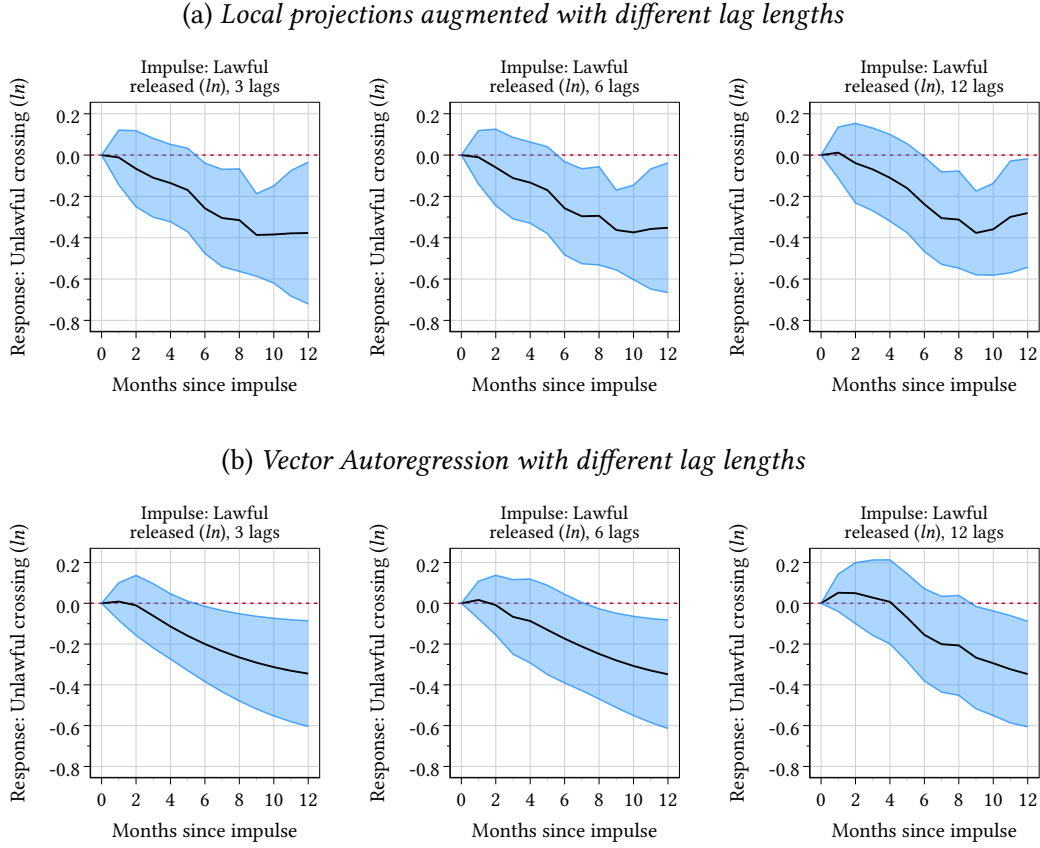 (a) Local projections augmented with different lag lengths
Impulse: Lawful
released (ln), 3 lags
Response: Unlawful crossing (ln)
0.2
0.0
-0.2
-0.4
-0.6
-0.8
0 2 4 6 8 10 12
Months since impulse
Impulse: Lawful
released (ln), 6 lags
Response: Unlawful crossing (ln)
0.2
0.0
-0.2
-0.4
-0.6
-0.8
0 2 4 6 8 10 12
Months since impulse
Impulse: Lawful
released (ln), 12 lags
Response: Unlawful crossing (ln)
0.2
0.0
-0.2
-0.4
-0.6
-0.8
0 2 4 6 8 10 12
Months since impulse
(b) Vector Autoregression with different lag lengths
Impulse: Lawful
released (ln), 3 lags
Response: Unlawful crossing (ln)
0.2
0.0
-0.2
-0.4
-0.6
-0.8
0 2 4 6 8 10 12
Months since impulse
Impulse: Lawful
released (ln), 6 lags
Response: Unlawful crossing (ln)
0.2
0.0
-0.2
-0.4
-0.6
-0.8
0 2 4 6 8 10 12
Months since impulse
Impulse: Lawful
released (ln), 12 lags
Response: Unlawful crossing (ln)
0.2
0.0
-0.2
-0.4
-0.6
-0.8
0 2 4 6 8 10 12
Months since impulse